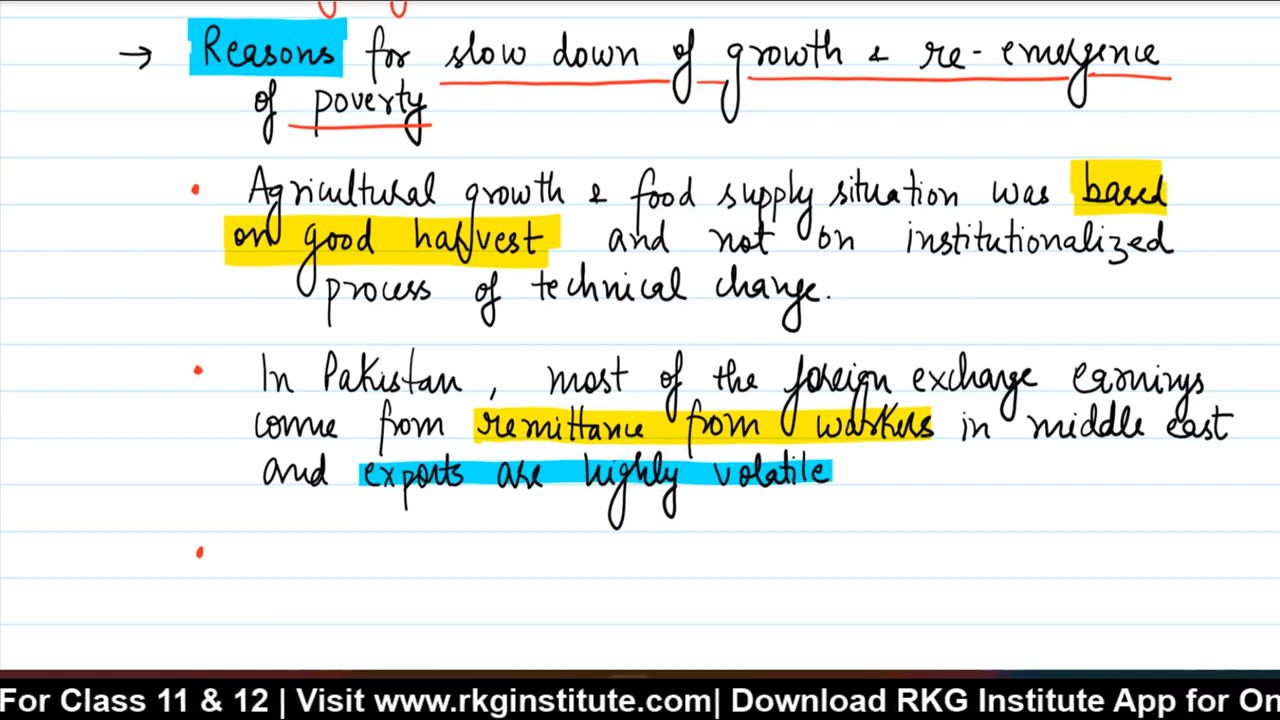 → Reasons for slow down of growth & re-emergence
of poverty
• Agricultural growth & food supply situation was based
on good harvest and not on institutionalized
process of technical change.
• In Pakistan, most of the foreign exchange earnings
come from remittance from workers in middle east
and exports are highly volatile
•
For Class 11 & 12 | Visit www.rkginstitute.com| Download RKG Institute App for On